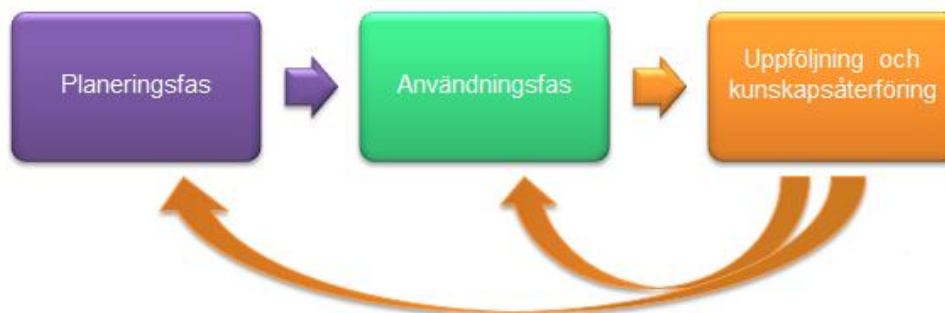 Planeringsfas
Användningsfas
Uppföljning och
kunskapsåterföring